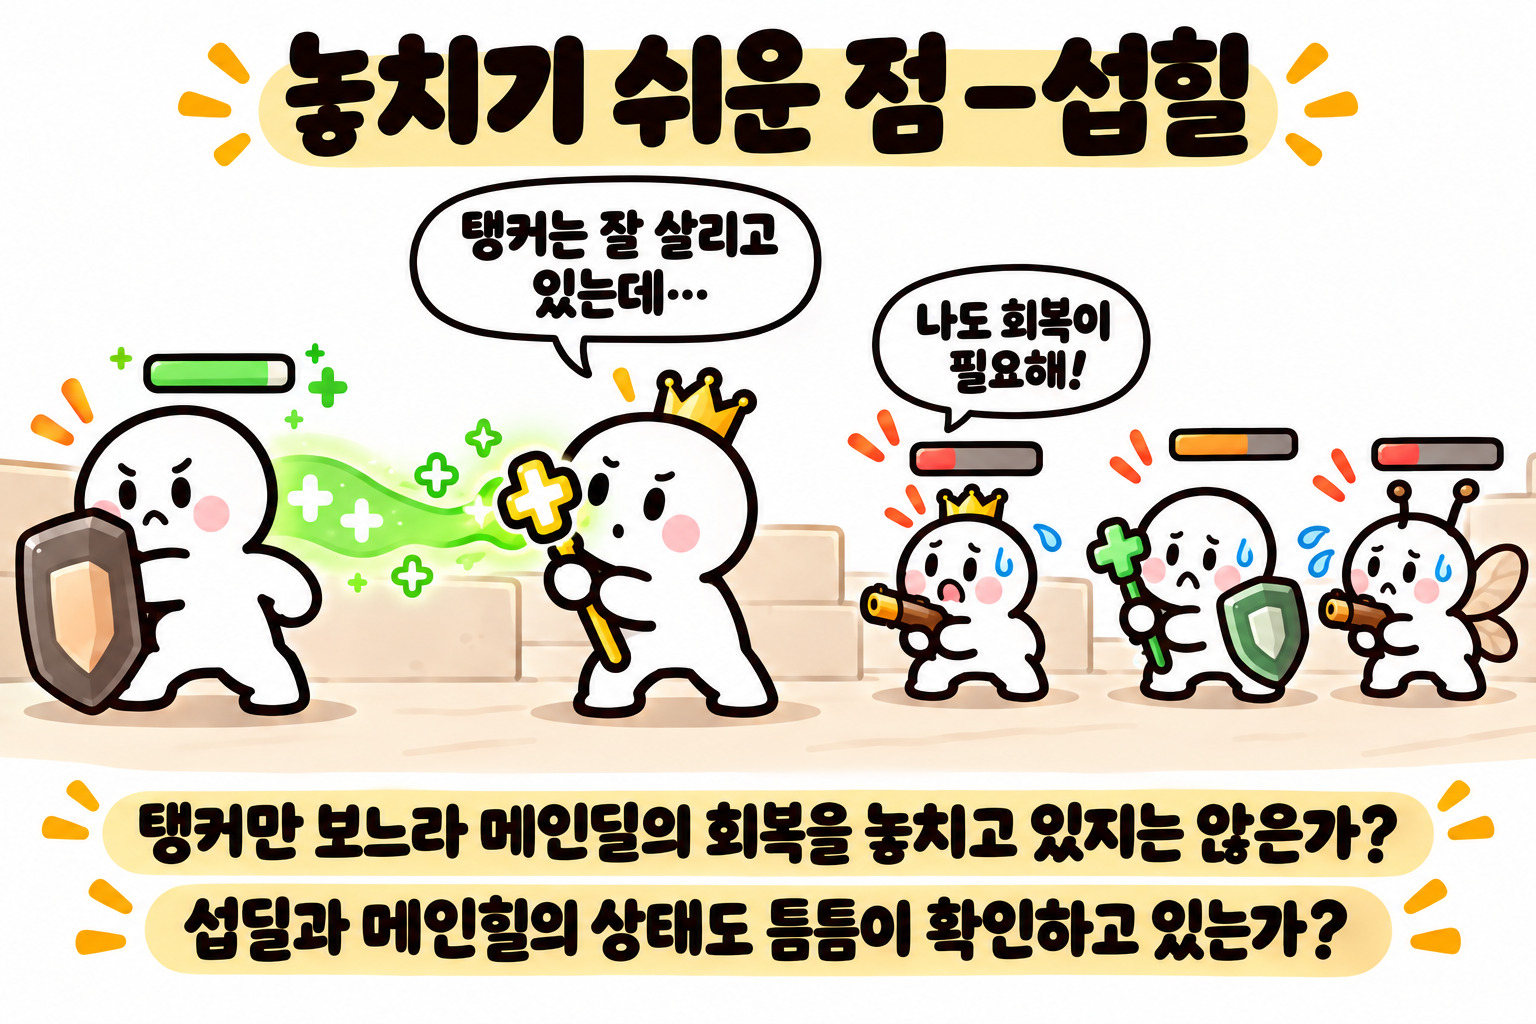 놓치기 쉬운 점 - 섭힐
탱커는 잘 살리고
있는데…
나도 회복이
필요해!
탱커만 보느라 메인딜의 회복을 놓치고 있지는 않은가?
섭딜과 메인힐의 상태도 틈틈이 확인하고 있는가?